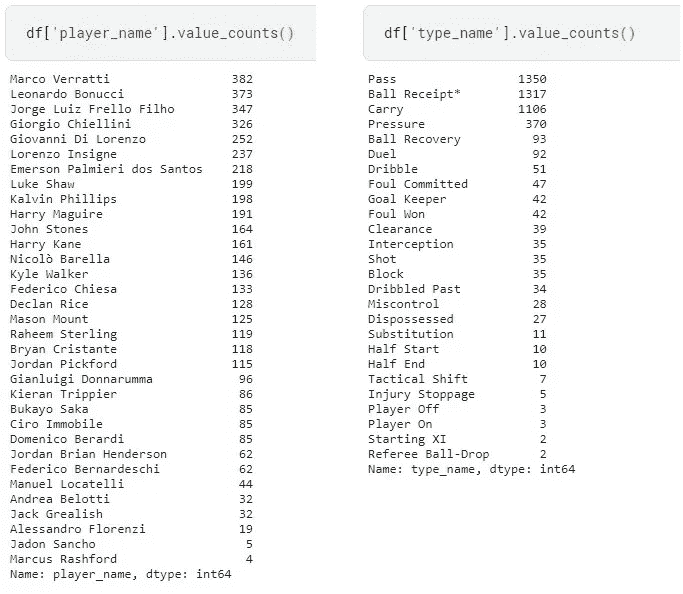 df['player_name'].value_counts()
Marco Verratti 382
Leonardo Bonucci 373
Jorge Luiz Frello Filho 347
Giorgio Chiellini 326
Giovanni Di Lorenzo 252
Lorenzo Insigne 237
Emerson Palmieri dos Santos 218
Luke Shaw 199
Kalvin Phillips 198
Harry Maguire 191
John Stones 164
Harry Kane 161
Nicolò Barella 146
Kyle Walker 136
Federico Chiesa 133
Declan Rice 128
Mason Mount 125
Raheem Sterling 119
Bryan Cristante 118
Jordan Pickford 115
Gianluigi Donnarumma 96
Kieran Trippier 86
Bukayo Saka 85
Ciro Immobile 85
Domenico Berardi 85
Jordan Brian Henderson 62
Federico Bernardeschi 62
Manuel Locatelli 44
Andrea Belotti 32
Jack Grealish 32
Alessandro Florenzi 19
Jadon Sancho 5
Marcus Rashford 4
Name: player_name, dtype: int64
df['type_name'].value_counts()
Pass 1350
Ball Receipt* 1317
Carry 1106
Pressure 370
Ball Recovery 93
Duel 92
Dribble 51
Foul Committed 47
Goal Keeper 42
Foul Won 42
Clearance 39
Interception 35
Shot 35
Block 35
Dribbled Past 34
Miscontrol 28
Dispossessed 27
Substitution 11
Half Start 10
Half End 10
Tactical Shift 7
Injury Stoppage 5
Player Off 3
Player On 3
Starting XI 2
Referee Ball-Drop 2
Name: type_name, dtype: int64